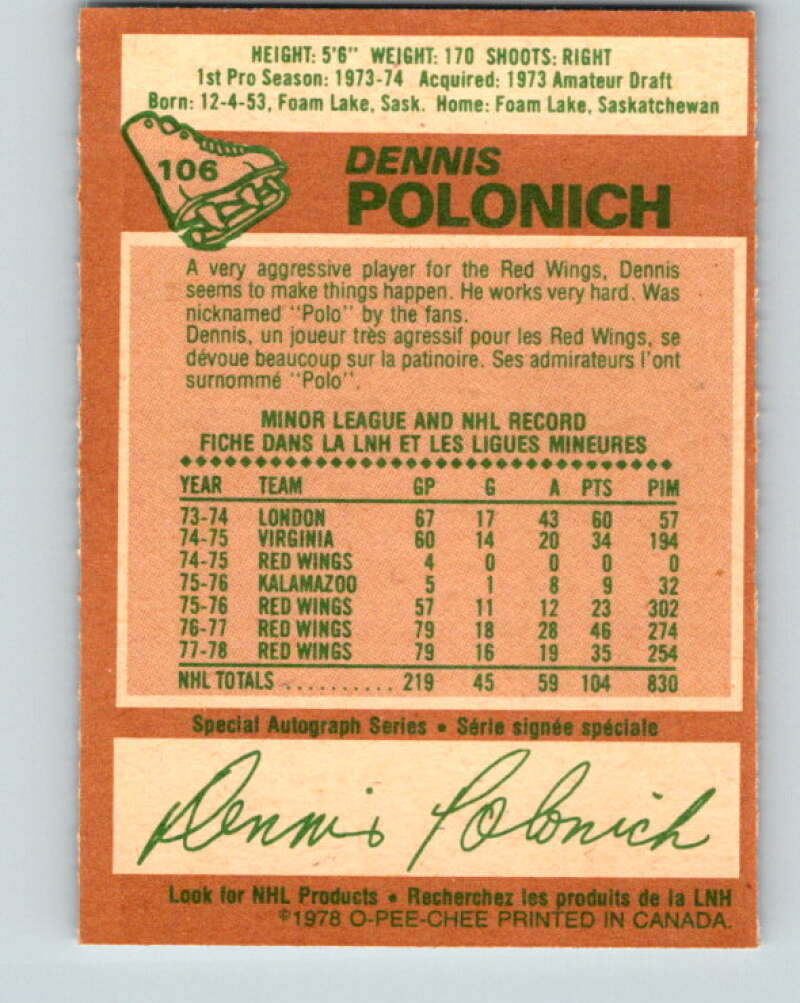 HEIGHT: 5'6" WEIGHT: 170 SHOOTS: RIGHT
1st Pro Season: 1973-74 Acquired: 1973 Amateur Draft
Born: 12-4-53, Foam Lake, Sask. Home: Foam Lake, Saskatchewan
106
DENNIS
POLONICH
A very aggressive player for the Red Wings, Dennis
seems to make things happen. He works very hard. Was
nicknamed "Polo" by the fans.
Dennis, un joueur très agressif pour les Red Wings, se
dévoue beaucoup sur la patinoire. Ses admirateurs l'ont
surnommé "Polo".
MINOR LEAGUE AND NHL RECORD
FICHE DANS LA LNH ET LES LIGUES MINEURES
YEAR TEAM GP G A PTS PIM
73-74 LONDON 67 17 43 60 57
74-75 VIRGINIA 60 14 20 34 194
74-75 RED WINGS 4 0 0 0 0
75-76 KALAMAZOO 5 1 8 9 32
75-76 RED WINGS 57 11 12 23 302
76-77 RED WINGS 79 18 28 46 274
77-78 RED WINGS 79 16 19 35 254
NHL TOTALS .......... 219 45 59 104 830
Special Autograph Series • Série signée spéciale
Dennis Polonich
Look for NHL Products • Recherchez les produits de la LNH
©1978 O-PEE-CHEE PRINTED IN CANADA.